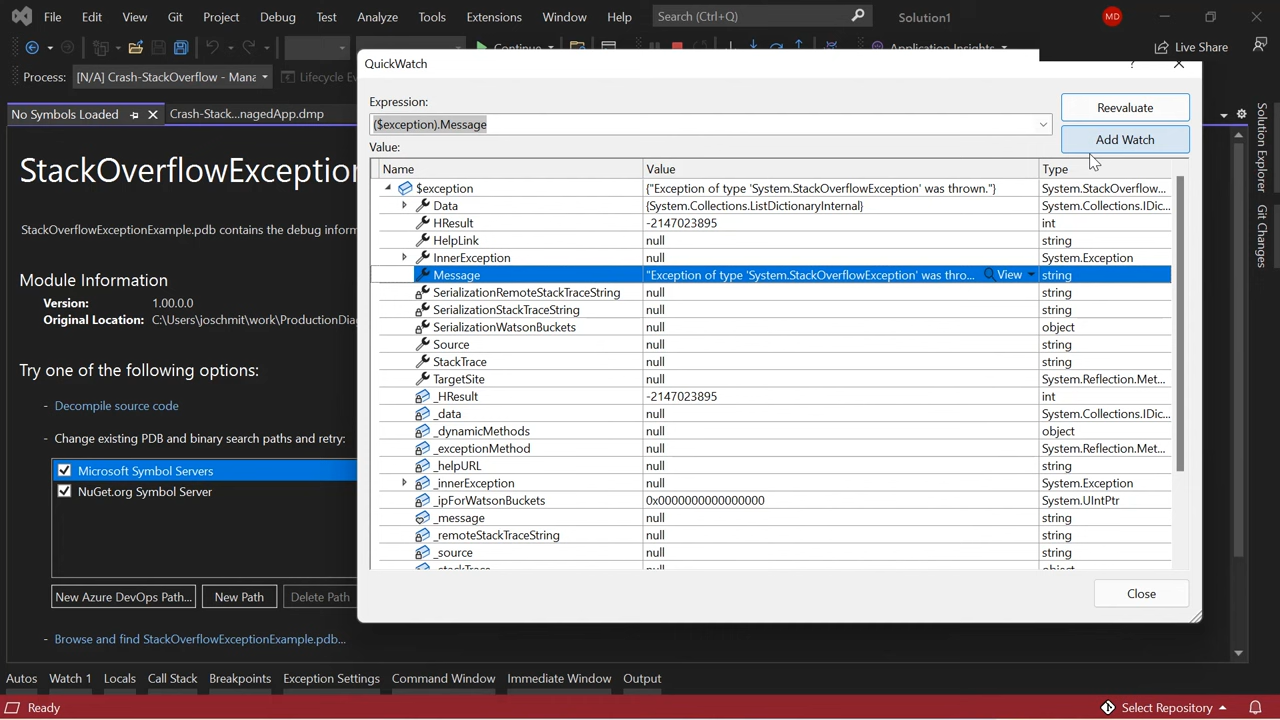 File Edit View Git Project Debug Test Analyze Tools Extensions Window Help Search (Ctrl+Q) Solution1 MD
Continue Application Insights Live Share
Process: [N/A] Crash-StackOverflow - Mana Lifecycle Eve
No Symbols Loaded Crash-Stack...nagedApp.dmp
StackOverflowException
StackOverflowExceptionExample.pdb contains the debug infor
Module Information
Version: 1.00.0.0
Original Location: C:\Users\joschmit\work\ProductionDia
Try one of the following options:
- Decompile source code
- Change existing PDB and binary search paths and retry:
Microsoft Symbol Servers
NuGet.org Symbol Server
New Azure DevOps Path... New Path Delete Path
- Browse and find StackOverflowExceptionExample.pdb...
QuickWatch ?
Expression:
($exception).Message
Reevaluate
Add Watch
Value:
Name Value Type
$exception {"Exception of type 'System.StackOverflowException' was thrown."} System.StackOverflow...
Data {System.Collections.ListDictionaryInternal} System.Collections.IDic...
HResult -2147023895 int
HelpLink null string
InnerException null System.Exception
Message "Exception of type 'System.StackOverflowException' was thro... View string
SerializationRemoteStackTraceString null string
SerializationStackTraceString null string
SerializationWatsonBuckets null object
Source null string
StackTrace null string
TargetSite null System.Reflection.Met...
_HResult -2147023895 int
_data null System.Collections.IDic...
_dynamicMethods null object
_exceptionMethod null System.Reflection.Met...
_helpURL null string
_innerException null System.Exception
_ipForWatsonBuckets 0x0000000000000000 System.UIntPtr
_message null string
_remoteStackTraceString null string
_source null string
_stackTrace null object
Close
Solution Explorer
Git Changes
Autos Watch 1 Locals Call Stack Breakpoints Exception Settings Command Window Immediate Window Output
Ready Select Repository